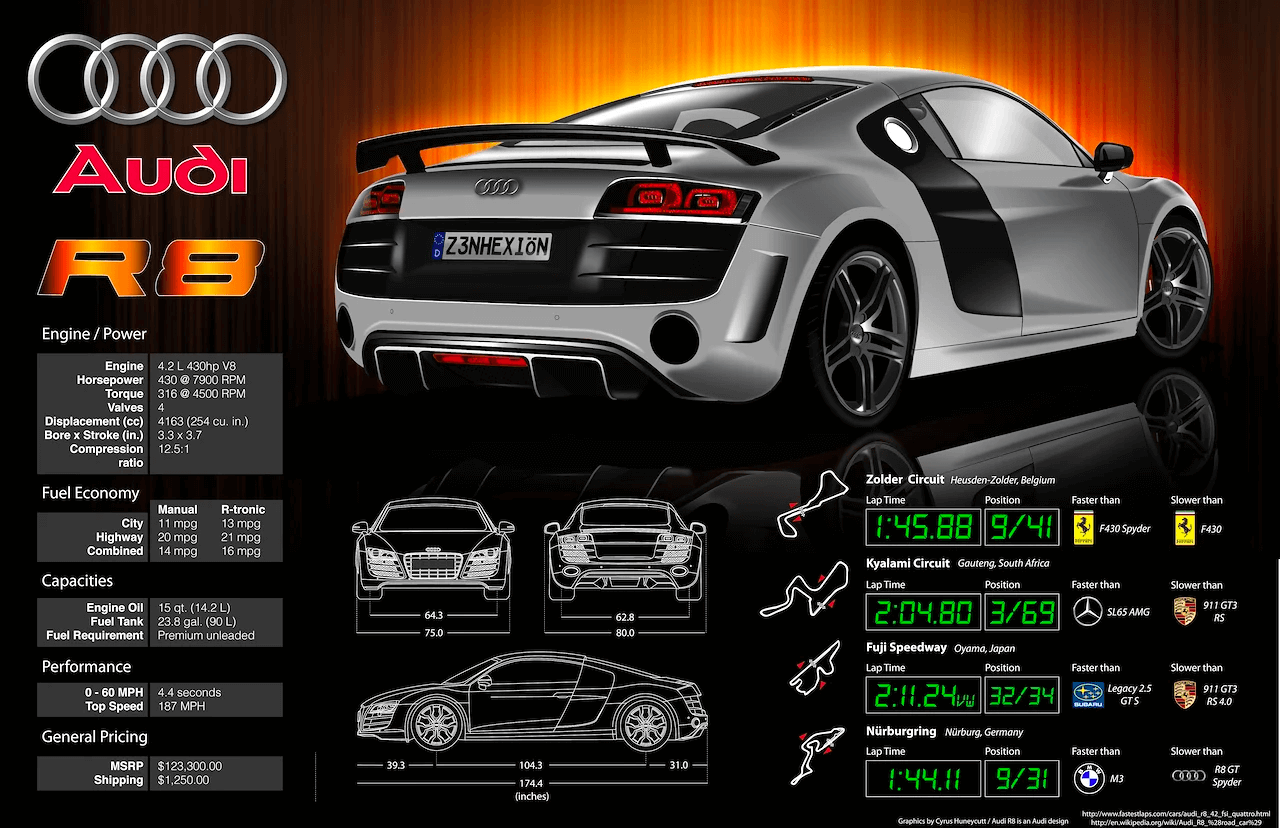 Audi
R8
Z3NHEXIöN
D
Engine / Power
Engine 4.2 L 430hp V8
Horsepower 430 @ 7900 RPM
Torque 316 @ 4500 RPM
Valves 4
Displacement (cc) 4163 (254 cu. in.)
Bore x Stroke (in.) 3.3 x 3.7
Compression 12.5:1
ratio
Fuel Economy
Manual R-tronic
City 11 mpg 13 mpg
Highway 20 mpg 21 mpg
Combined 14 mpg 16 mpg
Capacities
Engine Oil 15 qt. (14.2 L)
Fuel Tank 23.8 gal. (90 L)
Fuel Requirement Premium unleaded
Performance
0 - 60 MPH 4.4 seconds
Top Speed 187 MPH
General Pricing
MSRP $123,300.00
Shipping $1,250.00
64.3
75.0
62.8
80.0
39.3 104.3 31.0
174.4
(inches)
Zolder Circuit Heusden-Zolder, Belgium
Lap Time Position Faster than Slower than
1:45.88 9/41 F430 Spyder F430
Kyalami Circuit Gauteng, South Africa
Lap Time Position Faster than Slower than
2:04.80 3/69 SL65 AMG 911 GT3
RS
Fuji Speedway Oyama, Japan
Lap Time Position Faster than Slower than
2:11.24vw 32/34 SUBARU Legacy 2.5
GT S
911 GT3
RS 4.0
Nürburgring Nürburg, Germany
Lap Time Position Faster than Slower than
1:44.11 9/31 BMW M3 R8 GT
Spyder
http://www.fastestlaps.com/cars/audi_r8_42_fsi_quattro.html
Graphics by Cyrus Huneycutt / Audi R8 is an Audi design http://en.wikipedia.org/wiki/Audi_R8_%28road_car%29